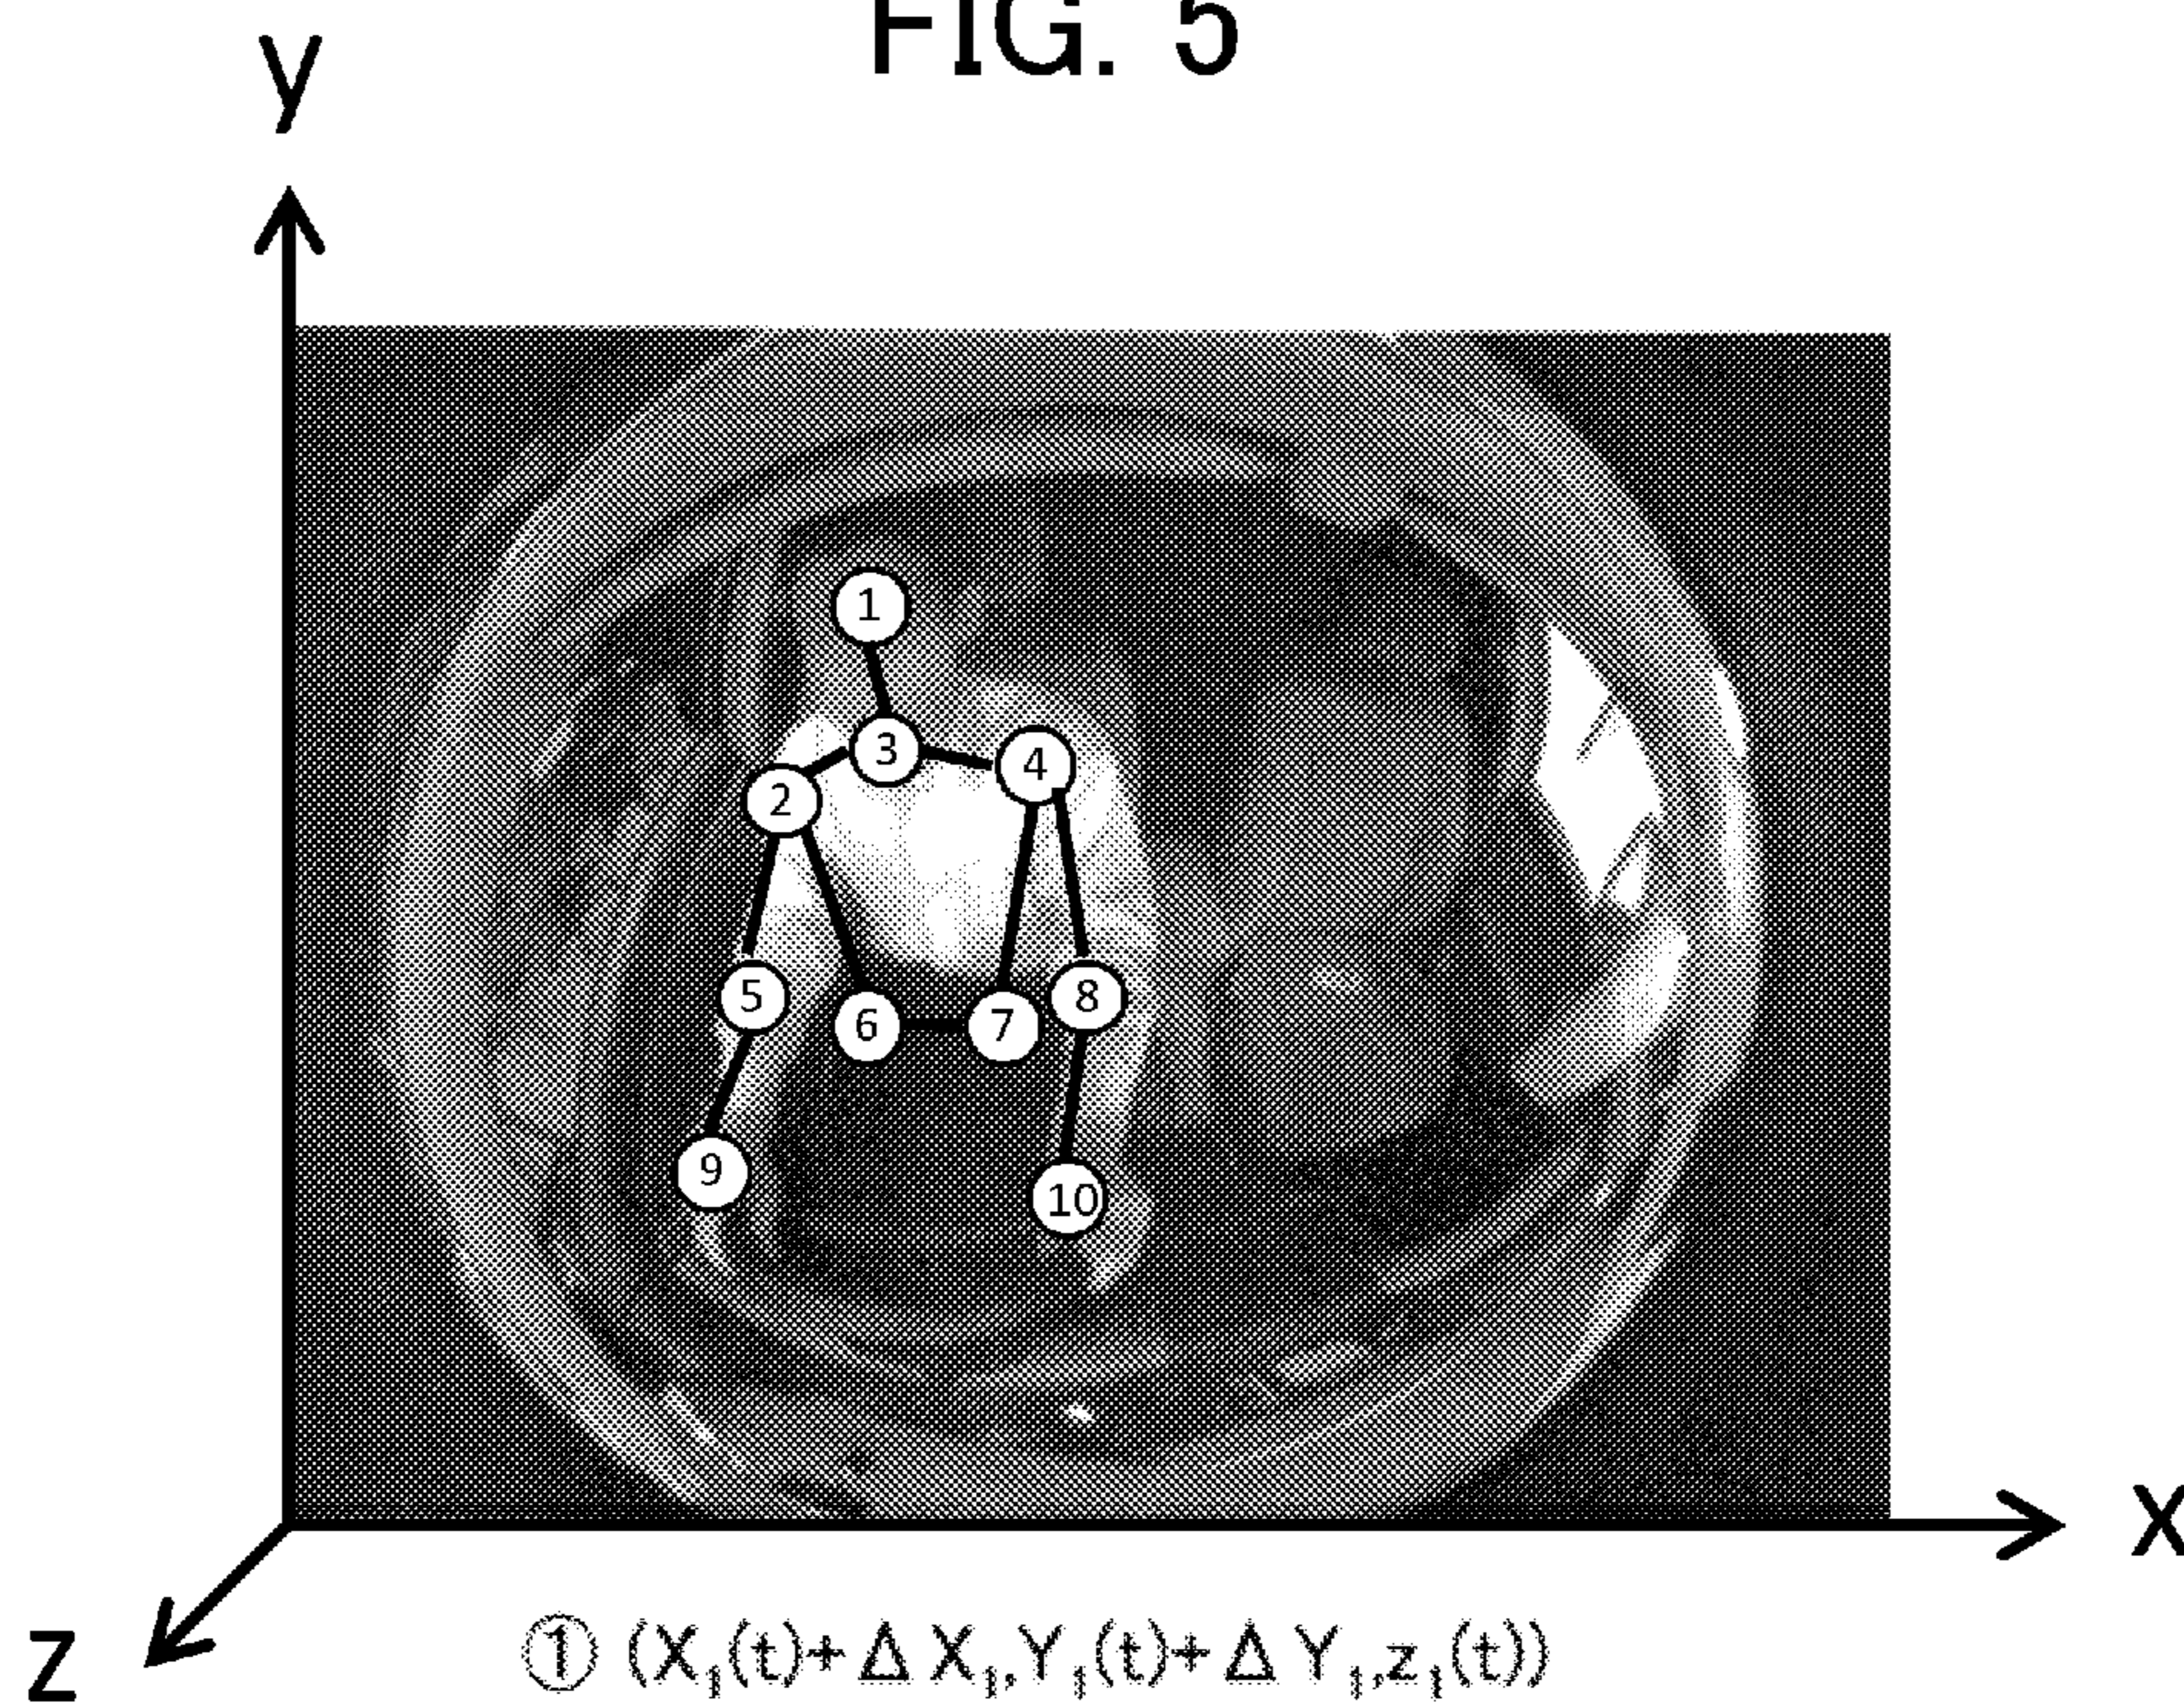 FIG. 5
y
1
3
4
2
5
6
7
8
9
10
x
z
① (X₁(t)+ΔX₁,Y₁(t)+ΔY₁,z₁(t))